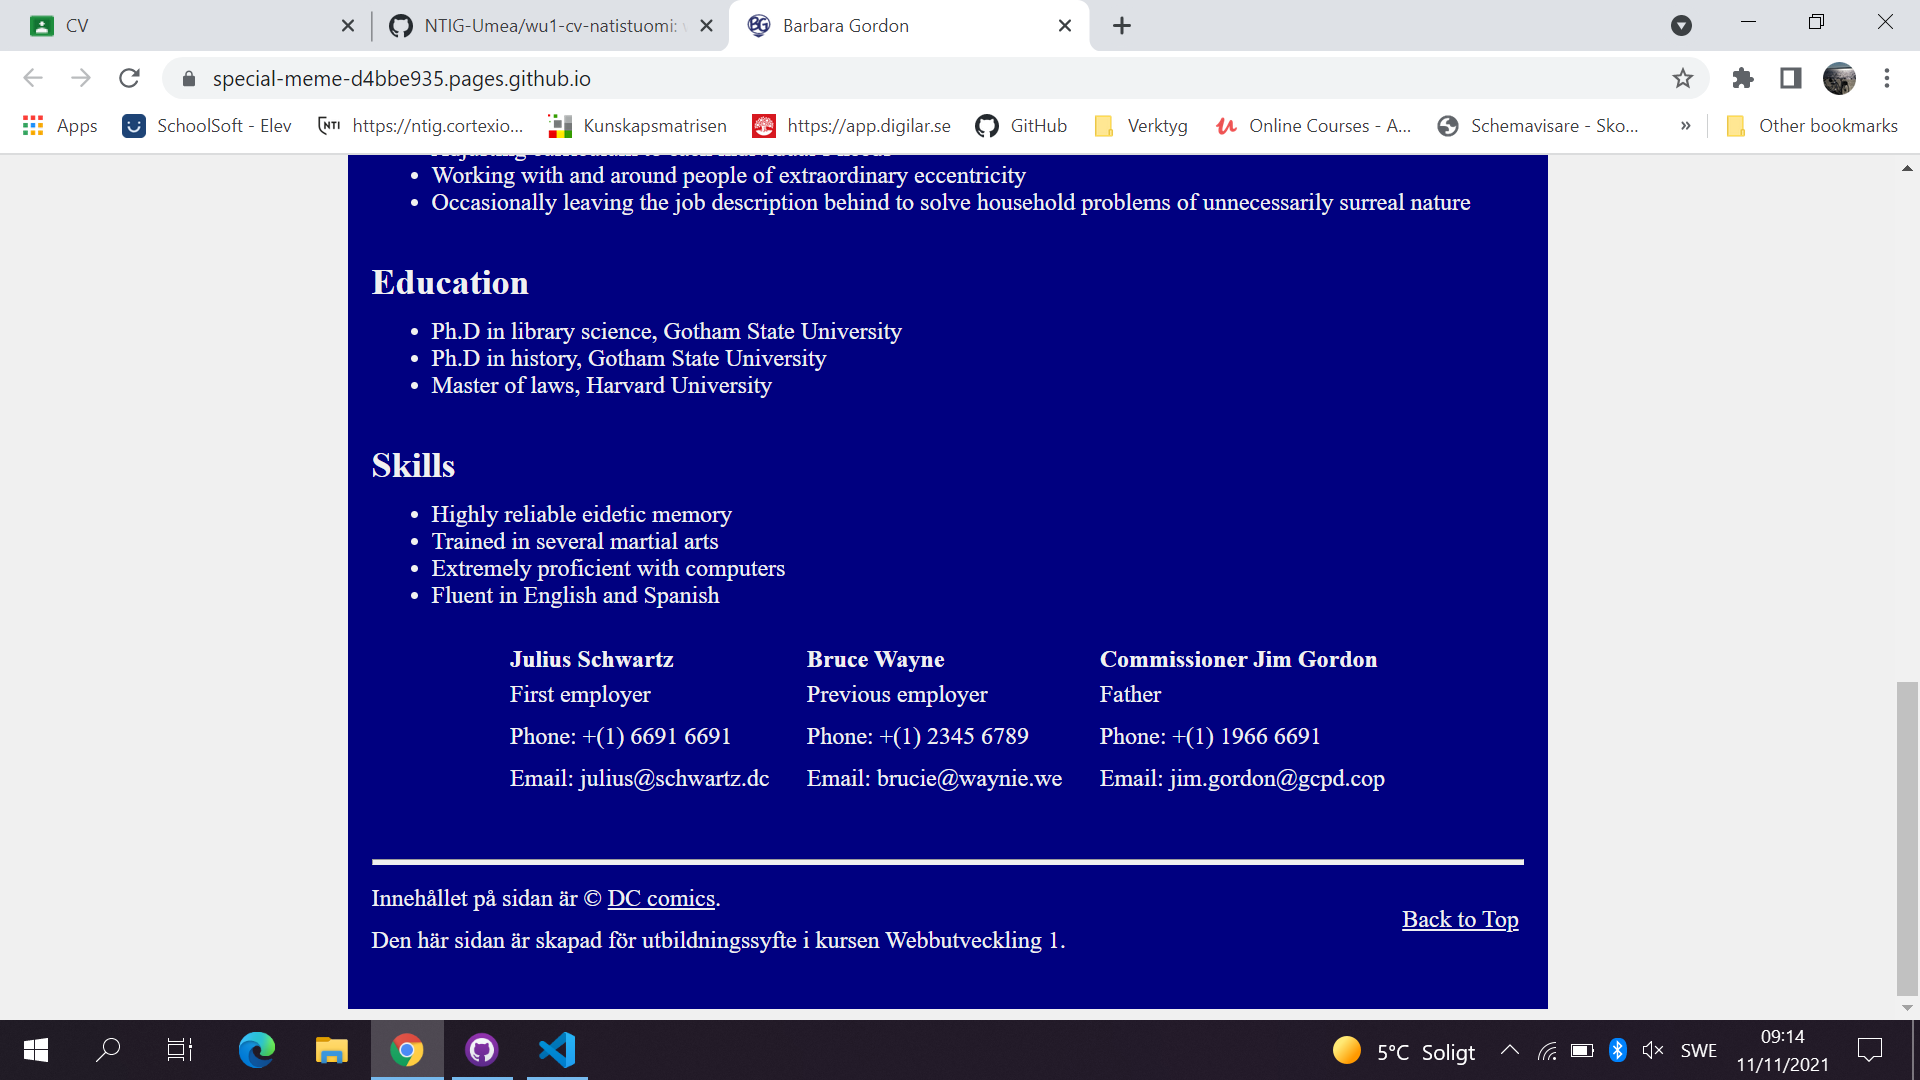 CV
NTIG-Umea/wu1-cv-natistuomi:
Barbara Gordon
special-meme-d4bbe935.pages.github.io
Apps
SchoolSoft - Elev
NTI
https://ntig.cortexio...
Kunskapsmatrisen
https://app.digilar.se
GitHub
Verktyg
Online Courses - A...
Schemavisare - Sko...
»
Other bookmarks
Working with and around people of extraordinary eccentricity
Occasionally leaving the job description behind to solve household problems of unnecessarily surreal nature
Education
Ph.D in library science, Gotham State University
Ph.D in history, Gotham State University
Master of laws, Harvard University
Skills
Highly reliable eidetic memory
Trained in several martial arts
Extremely proficient with computers
Fluent in English and Spanish
Julius Schwartz
First employer
Phone: +(1) 6691 6691
Email: julius@schwartz.dc
Bruce Wayne
Previous employer
Phone: +(1) 2345 6789
Email: brucie@waynie.we
Commissioner Jim Gordon
Father
Phone: +(1) 1966 6691
Email: jim.gordon@gcpd.cop
Innehållet på sidan är © DC comics.
Den här sidan är skapad för utbildningssyfte i kursen Webbutveckling 1.
Back to Top
5°C Soligt
SWE
09:14
11/11/2021